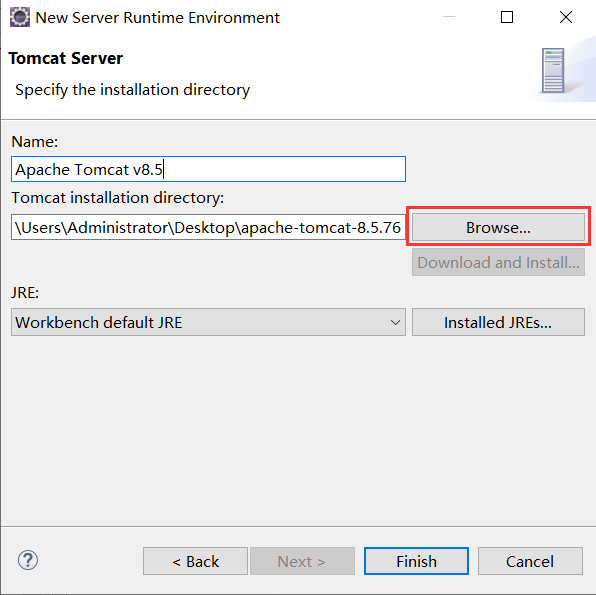 New Server Runtime Environment
Tomcat Server
Specify the installation directory
Name:
Apache Tomcat v8.5
Tomcat installation directory:
\Users\Administrator\Desktop\apache-tomcat-8.5.76
Browse...
Download and Install...
JRE:
Workbench default JRE
Installed JREs...
?
< Back
Next >
Finish
Cancel